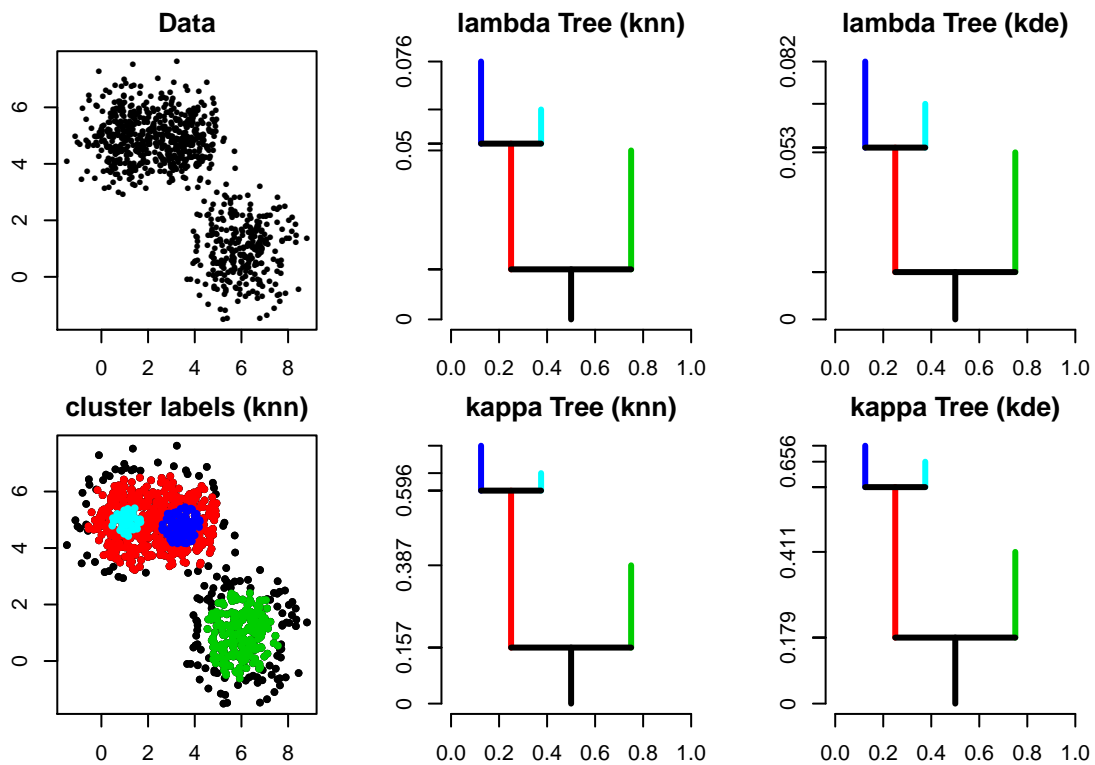 Data
0 2 4 6
0 2 4 6 8
lambda Tree (knn)
0 0.05 0.076
0.0 0.2 0.4 0.6 0.8 1.0
lambda Tree (kde)
0 0.053 0.082
0.0 0.2 0.4 0.6 0.8 1.0
cluster labels (knn)
0 2 4 6
0 2 4 6 8
kappa Tree (knn)
0 0.157 0.387 0.596
0.0 0.2 0.4 0.6 0.8 1.0
kappa Tree (kde)
0 0.179 0.411 0.656
0.0 0.2 0.4 0.6 0.8 1.0